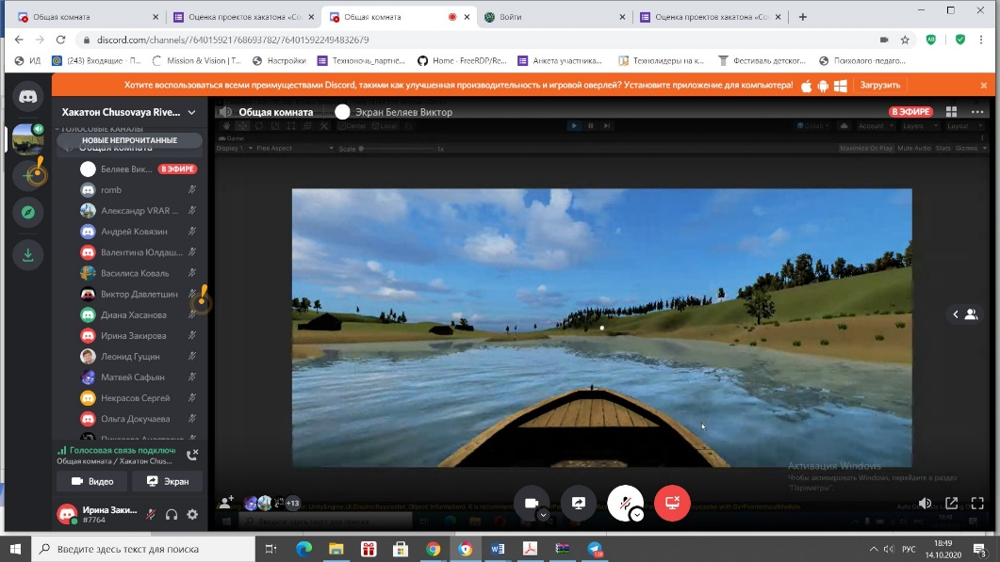 Общая комната
Оценка проектов хакатона «Со
Общая комната
Войти
Оценка проектов хакатона «Со
discord.com/channels/764015921768693782/764015922494832679
ИД
(243) Входящие - П...
Mission & Vision | T...
Настройки
Техноночь_партнё...
Home · FreeRDP/Re...
Анкета участника...
Технолидеры на к...
Фестиваль детског...
Психолого-педаго...
Хотите воспользоваться всеми преимуществами Discord, такими как улучшенная производительность и игровой оверлей? Установите приложение для компьютера!
Загрузить
Хакатон Chusovaya Rive...
Общая комната
Экран Беляев Виктор
В ЭФИРЕ
ГОЛОСОВЫЕ КАНАЛЫ
НОВЫЕ НЕПРОЧИТАННЫЕ
Общая комната
Беляев Вик...
В ЭФИРЕ
romb
Александр VRAR ...
Андрей Ковязин
Валентина Юлдаш...
Василиса Коваль
Виктор Давлетшин
Диана Хасанова
Ирина Закирова
Леонид Гущин
Матвей Сафьян
Некрасов Сергей
Ольга Докучаева
Center
Local
Collab
Account
Layers
Layout
Game
Display 1
Free Aspect
Scale
1x
Maximize On Play
Mute Audio
Stats
Gizmos
Активация Windows
Чтобы активировать Windows, перейдите в раздел
"Параметры".
Голосовая связь подключе
Общая комната / Хакатон Chus...
Видео
Экран
+13
Ирина Заки...
#7764
Введите здесь текст для поиска
РУС
18:49
14.10.2020
3